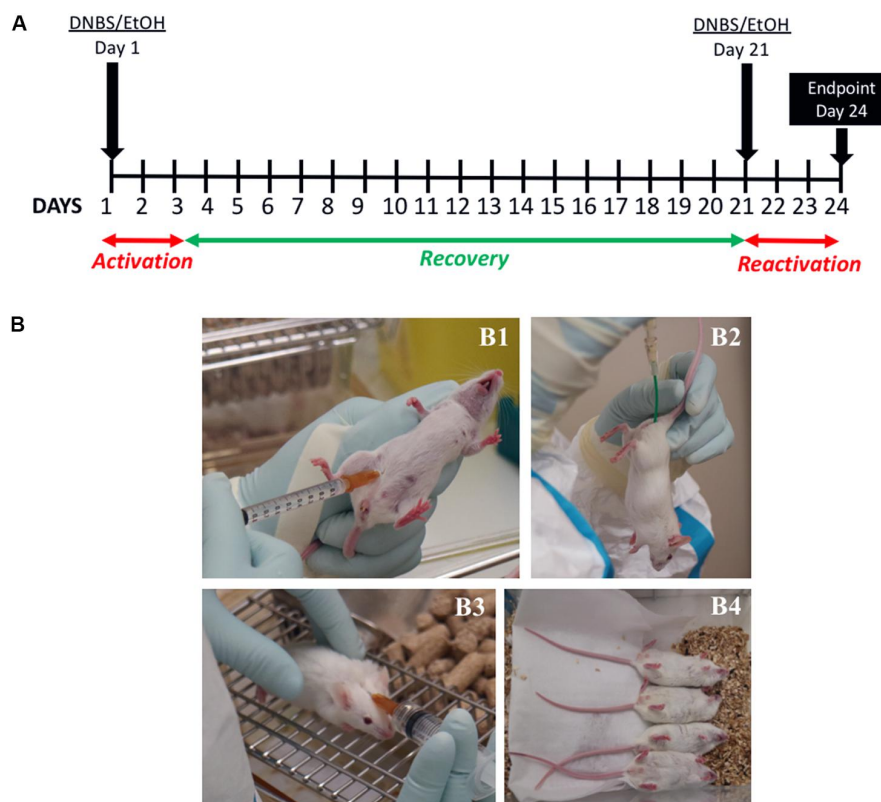 A
DNBS/EtOH
Day 1
DNBS/EtOH
Day 21
Endpoint
Day 24
DAYS 1 2 3 4 5 6 7 8 9 10 11 12 13 14 15 16 17 18 19 20 21 22 23 24
Activation
Recovery
Reactivation
B
B1
B2
B3
B4